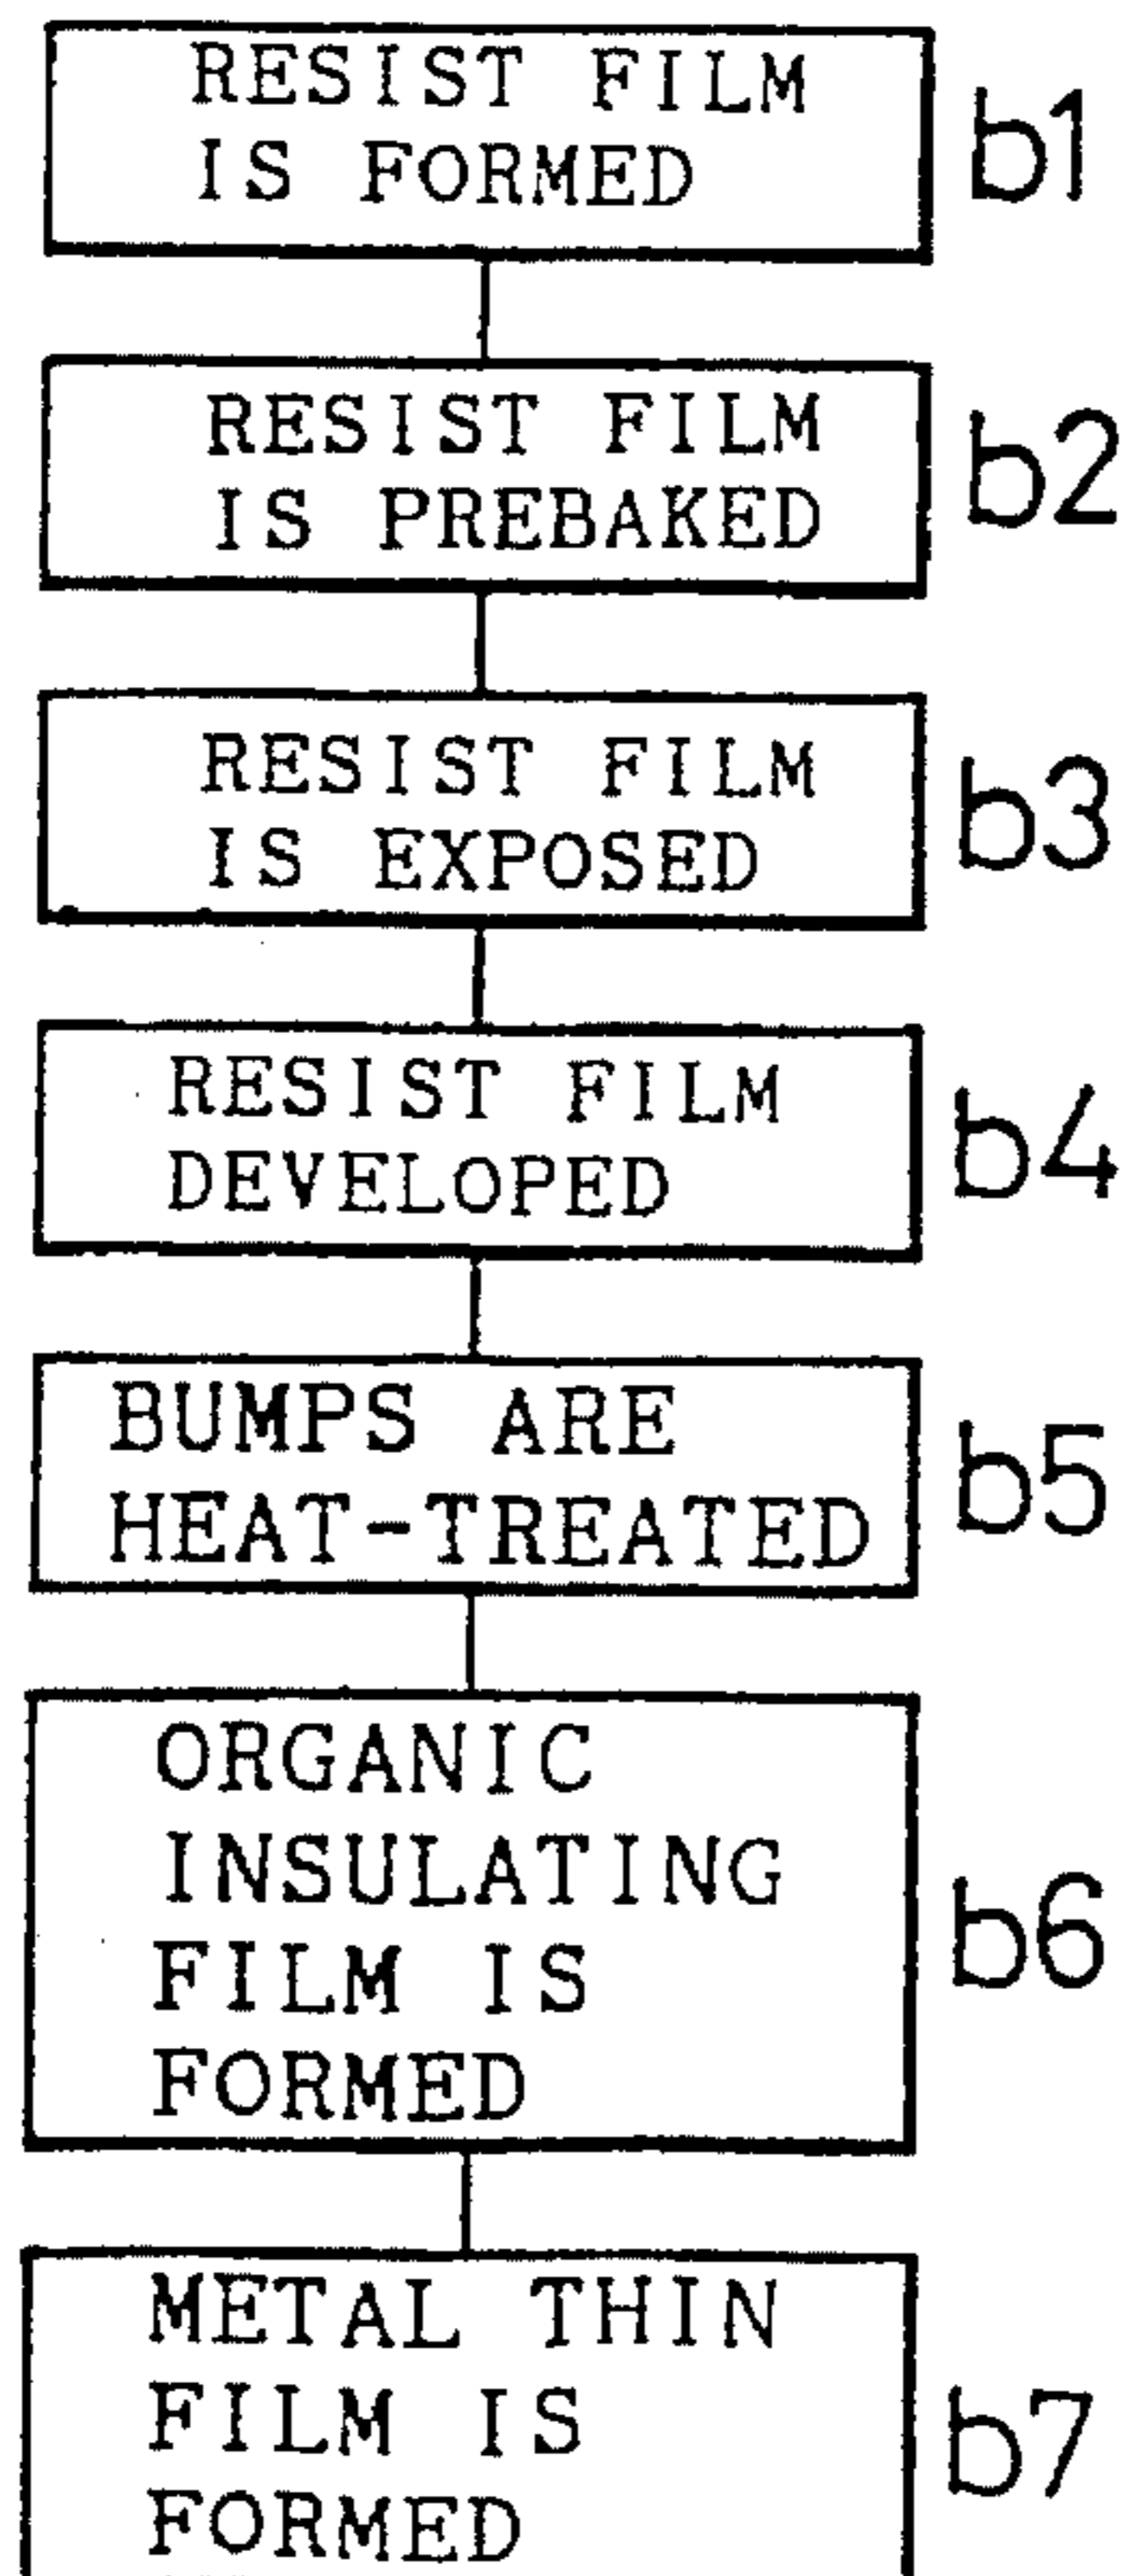 RESIST FILM
IS FORMED
b1
RESIST FILM
IS PREBAKED
b2
RESIST FILM
IS EXPOSED
b3
RESIST FILM
DEVELOPED
b4
BUMPS ARE
HEAT-TREATED
b5
ORGANIC
INSULATING
FILM IS
FORMED
b6
METAL THIN
FILM IS
FORMED
b7